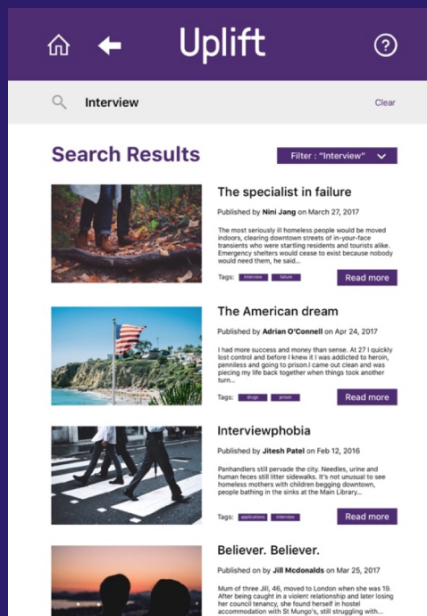 Uplift
?
Interview
Clear
Search Results
Filter : "Interview"
The specialist in failure
Published by Nini Jang on March 27, 2017
The most seriously ill homeless people would be moved
indoors, clearing downtown streets of in-your-face
transients who were startling residents and tourists alike.
Emergency shelters would cease to exist because nobody
would need them, he said...
Tags: interview failure
Read more
The American dream
Published by Adrian O'Connell on Apr 24, 2017
I had more success and money than sense. At 27 I quickly
lost control and before I knew it I was addicted to heroin,
penniless and going to prison.I came out clean and was
piecing my life back together when things took another
turn...
Tags: drugs prison
Read more
Interviewphobia
Published by Jitesh Patel on Feb 12, 2016
Panhandlers still pervade the city. Needles, urine and
human feces still litter sidewalks. It's not unusual to see
homeless mothers with children begging downtown,
people bathing in the sinks at the Main Library...
Tags: applications interview
Read more
Believer. Believer.
Published on by Jill Mcdonalds on Mar 25, 2017
Mum of three Jill, 46, moved to London when she was 19.
After being caught in a violent relationship and later losing
her council tenancy, she found herself in hostel
accommodation with St Mungo's, still struggling with...